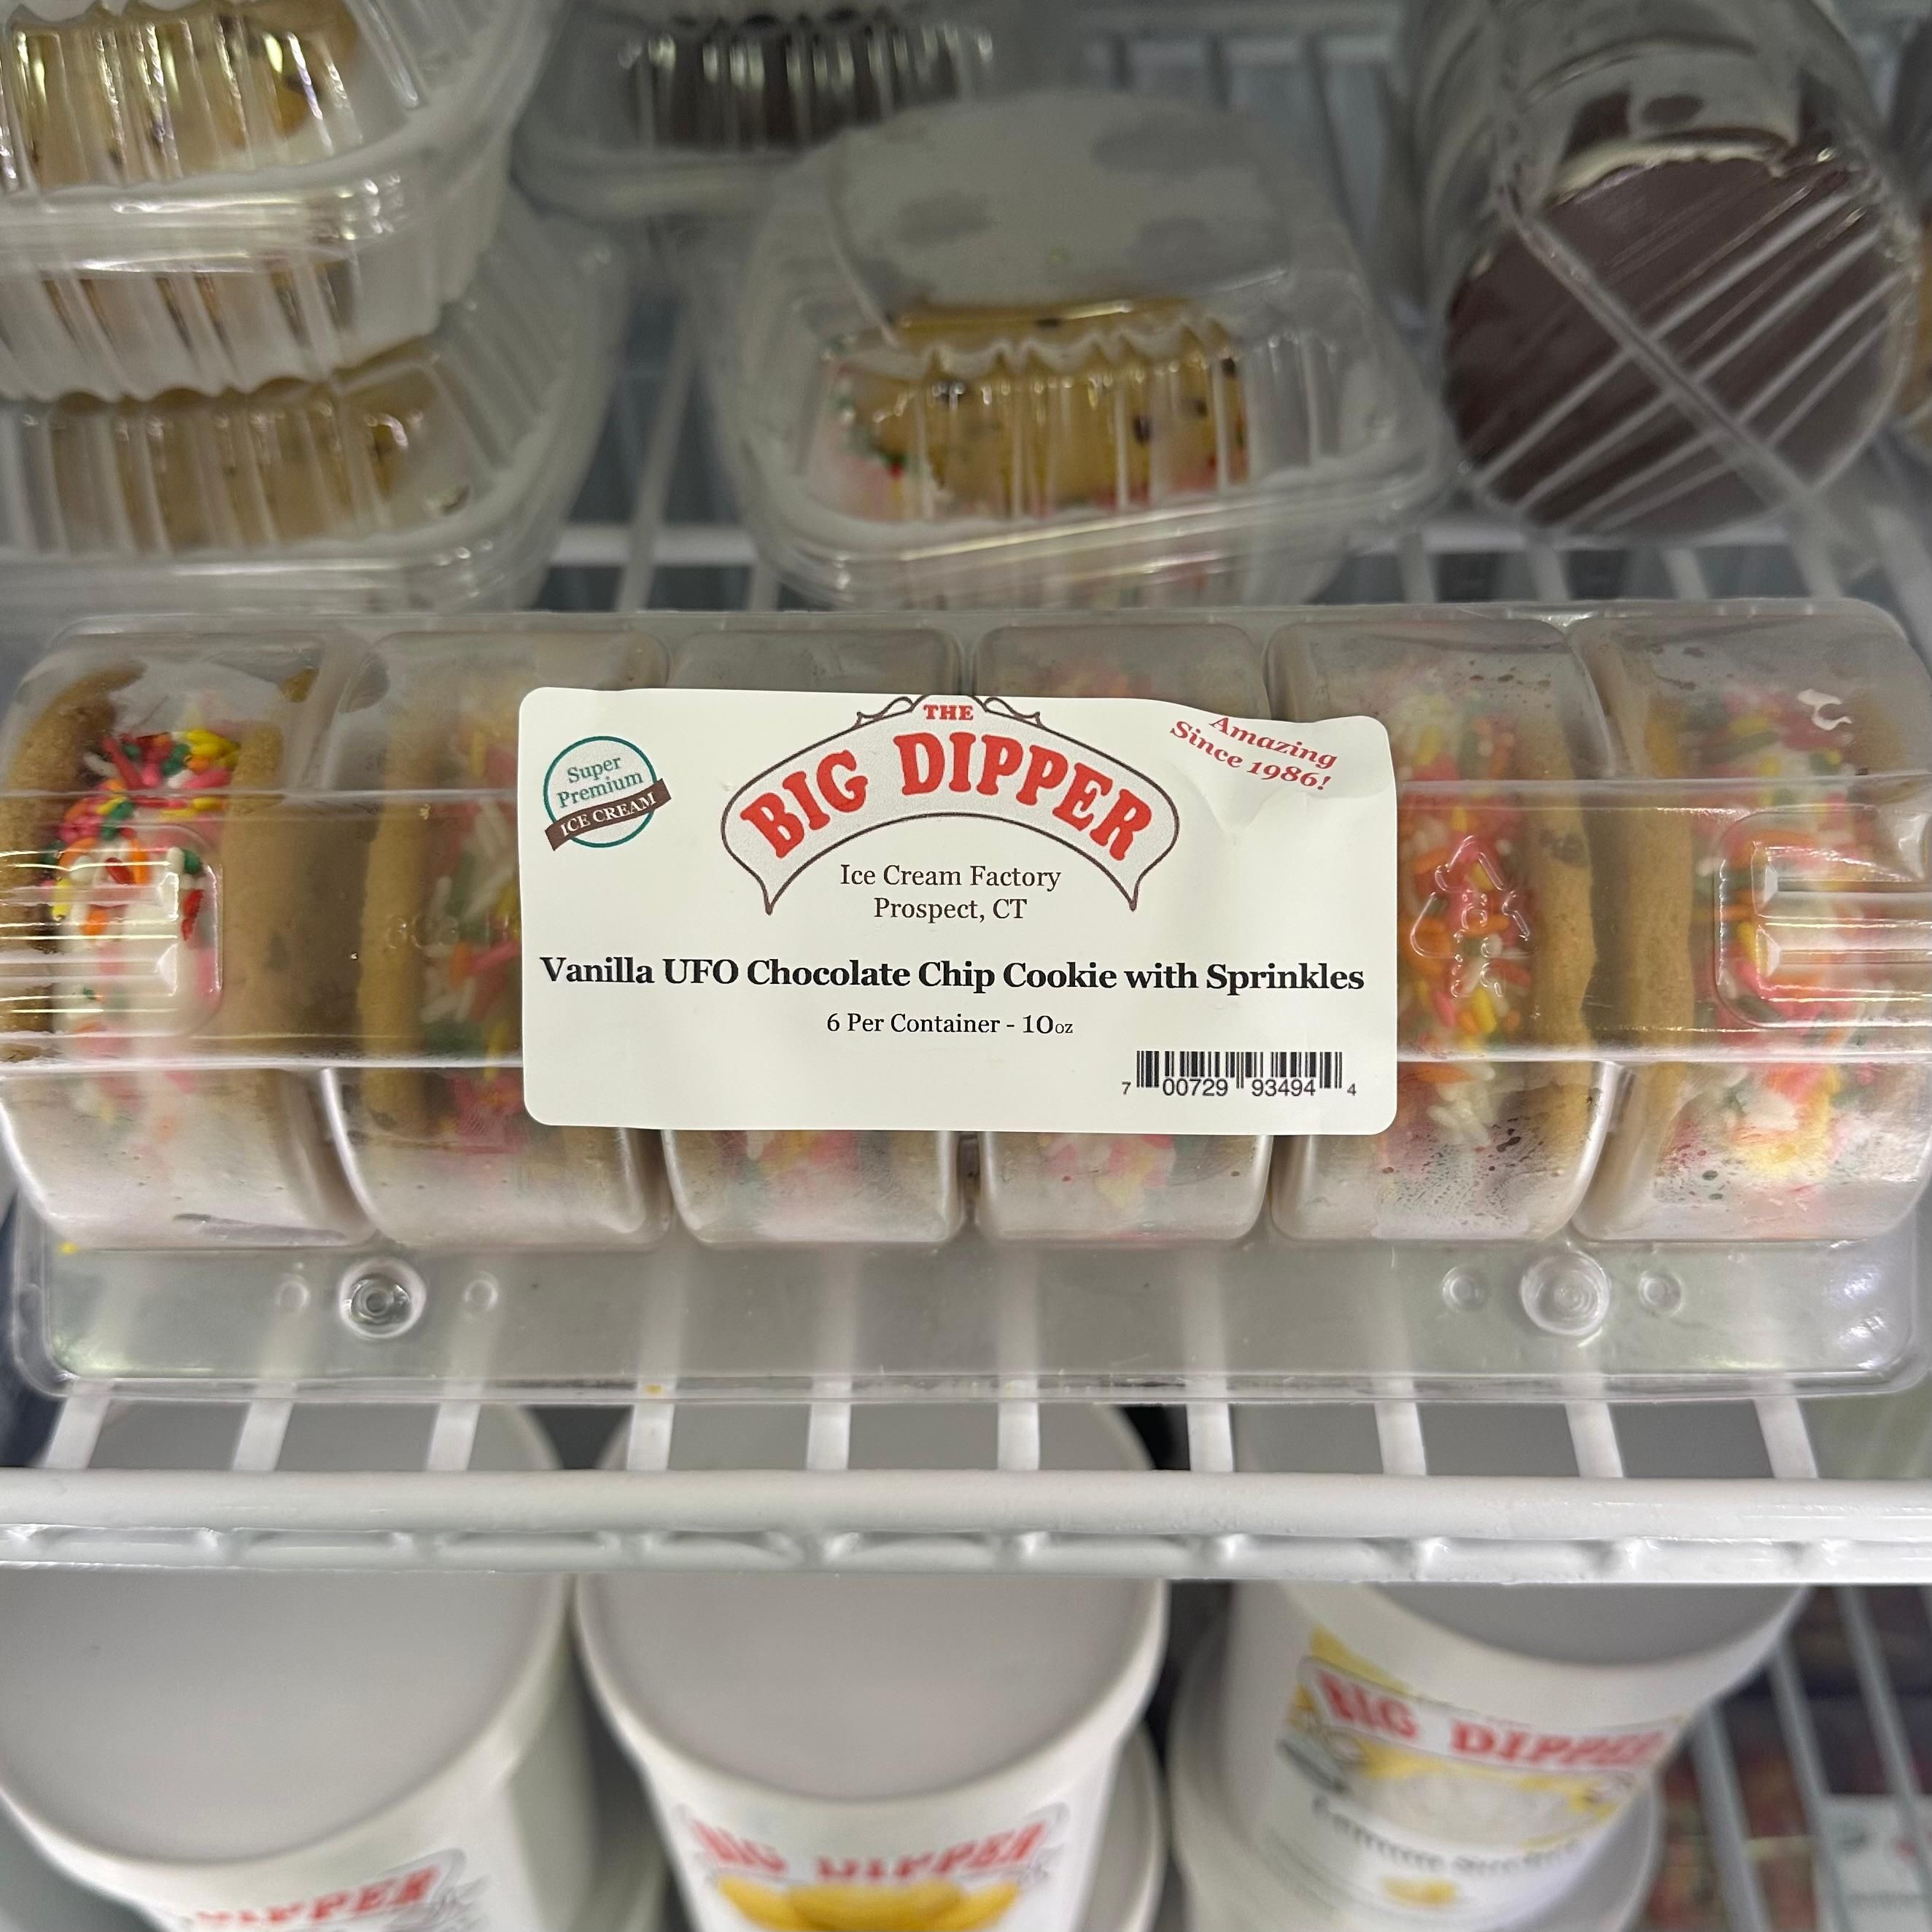 THE
BIG DIPPER
Super
Premium
ICE CREAM
Amazing
Since 1986!
Ice Cream Factory
Prospect, CT
Vanilla UFO Chocolate Chip Cookie with Sprinkles
6 Per Container - 10oz
7 00729 93494 4
DIPPER
BIG DIPPER
BIG DIPPER